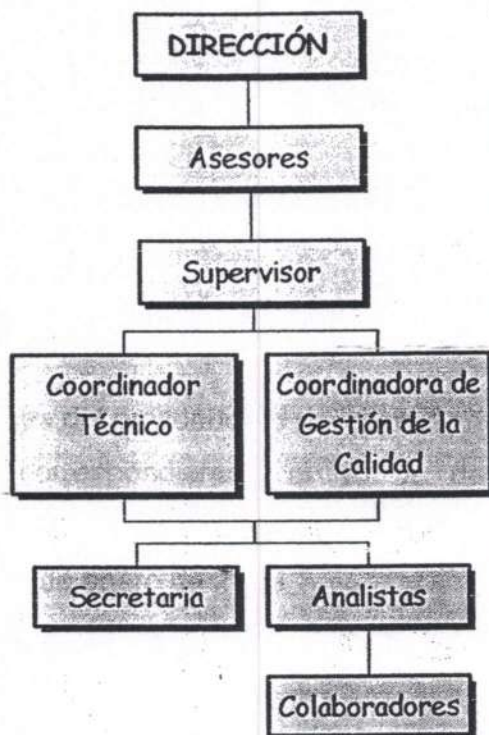 DIRECCIÓN
Asesores
Supervisor
Coordinador
Técnico
Coordinadora de
Gestión de la
Calidad
Secretaria
Analistas
Colaboradores